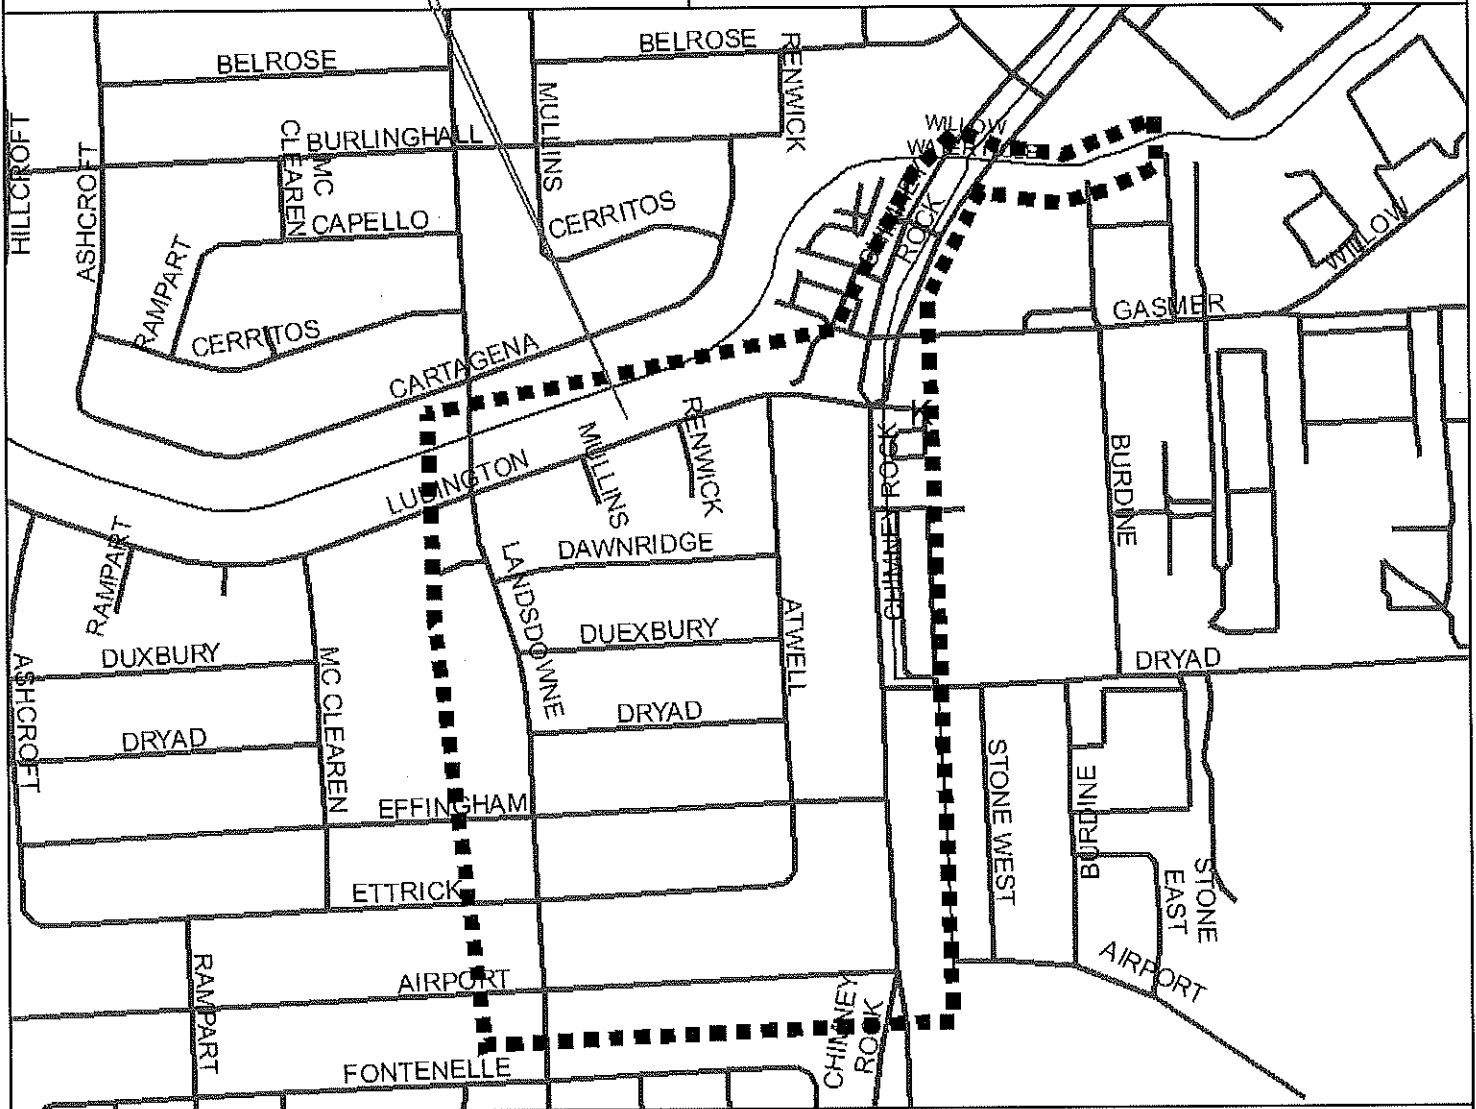 BELROSE
BELROSE
RENWICK
HILLCROFT
ASHCROFT
MC CLEAREN
BURLINGHALL
MULINS
WILLOW
CAPELLO
CERRITOS
ROCK
RAMPART
CERRITOS
WILLOW
GASMER
CARTAGENA
RENWICK
MULLINS
LUDINGTON
K
CHIMNEY ROCK
BURDINE
RAMPART
DAWNRIDGE
LANDSDOWNE
DUEXBURY
ATWELL
DUXBURY
ASHCROFT
MC CLEAREN
DRYAD
DRYAD
DRYAD
EFFINGHAM
STONE WEST
BURDINE
STONE
EAST
ETTRICK
AIRPORT
AIRPORT
RAMPART
CHIMNEY
ROCK
FONTENELLE